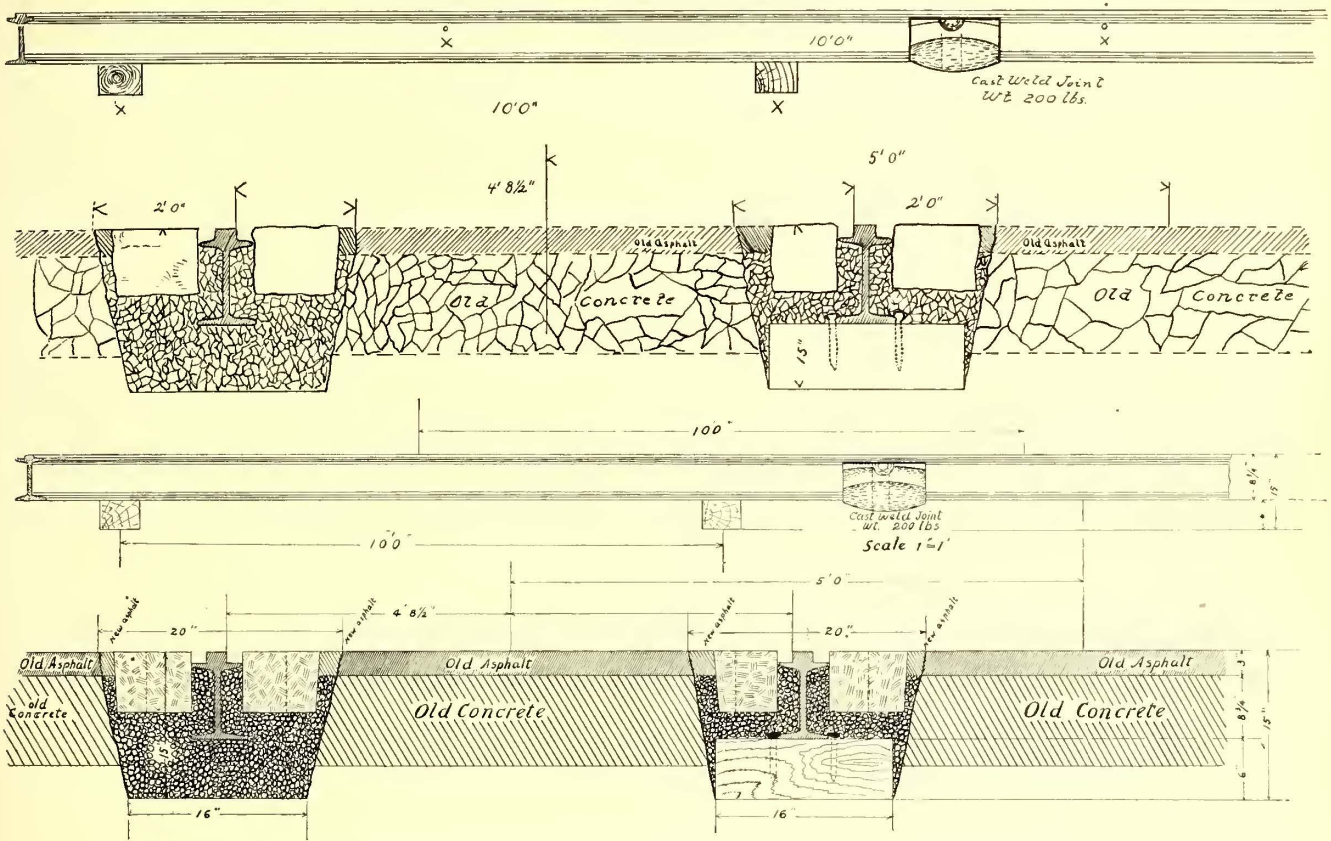 10'0"
Cast Weld Joint
Wt 200 lbs.
10'0"
5' 0"
4' 8½"
2' 0"
2' 0"
Old Asphalt
Old Asphalt
Old Concrete
Old Concrete
15"
10'0"
8¼"
15"
Cast Weld Joint
Wt. 200 lbs
Scale 1"=1'
10'0"
5' 0"
4' 8½"
New asphalt
New asphalt
New asphalt
New asphalt
20"
20"
Old Asphalt
Old Asphalt
Old Asphalt
3"
old
Concrete
Old Concrete
Old Concrete
8¼"
15"
15"
6"
16"
16"